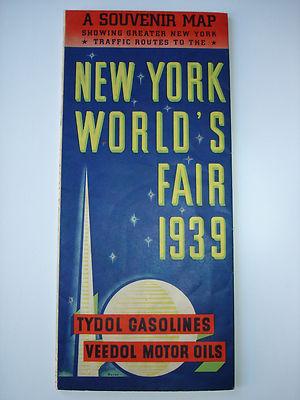 A SOUVENIR MAP
SHOWING GREATER NEW YORK
★ TRAFFIC ROUTES TO THE ★
NEW YORK
WORLD'S
FAIR
1939
TYDOL GASOLINES
VEEDOL MOTOR OILS